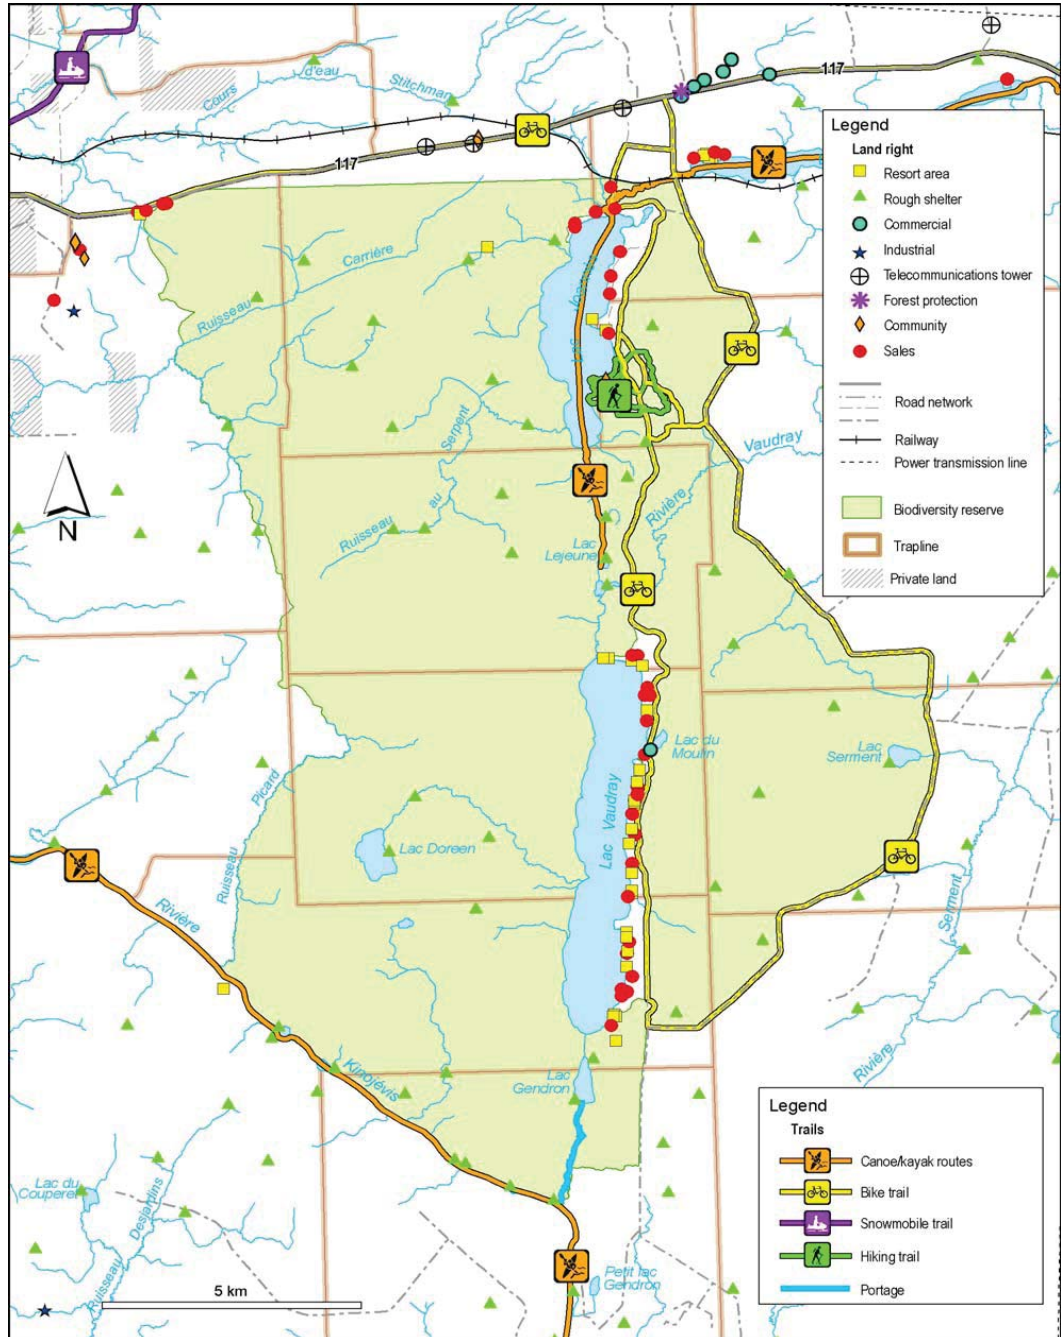 d'eau
Stitchman
Cours
117
117
Legend
Land right
Resort area
Rough shelter
Commercial
Industrial
Telecommunications tower
Forest protection
Community
Sales
Road network
Railway
Power transmission line
Biodiversity reserve
Trapline
Private land
Carrière
Ruisseau
Lac
Serpent
au
Ruisseau
Vaudray
Rivière
N
Lac
Lejeune
Lac du
Moulin
Lac
Serment
Picard
Ruisseau
Lac Vaudray
Lac Doreen
Rivière
Serment
Rivière
Kinojévis
Lac
Gendron
Lac du
Couperet
Desjardins
Ruisseau
Petit lac
Gendron
5 km
Legend
Trails
Canoe/kayak routes
Bike trail
Snowmobile trail
Hiking trail
Portage